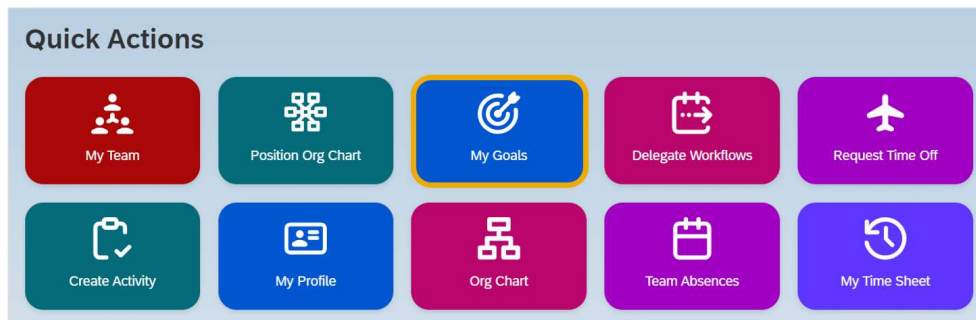 Quick Actions
My Team
Position Org Chart
My Goals
Delegate Workflows
Request Time Off
Create Activity
My Profile
Org Chart
Team Absences
My Time Sheet